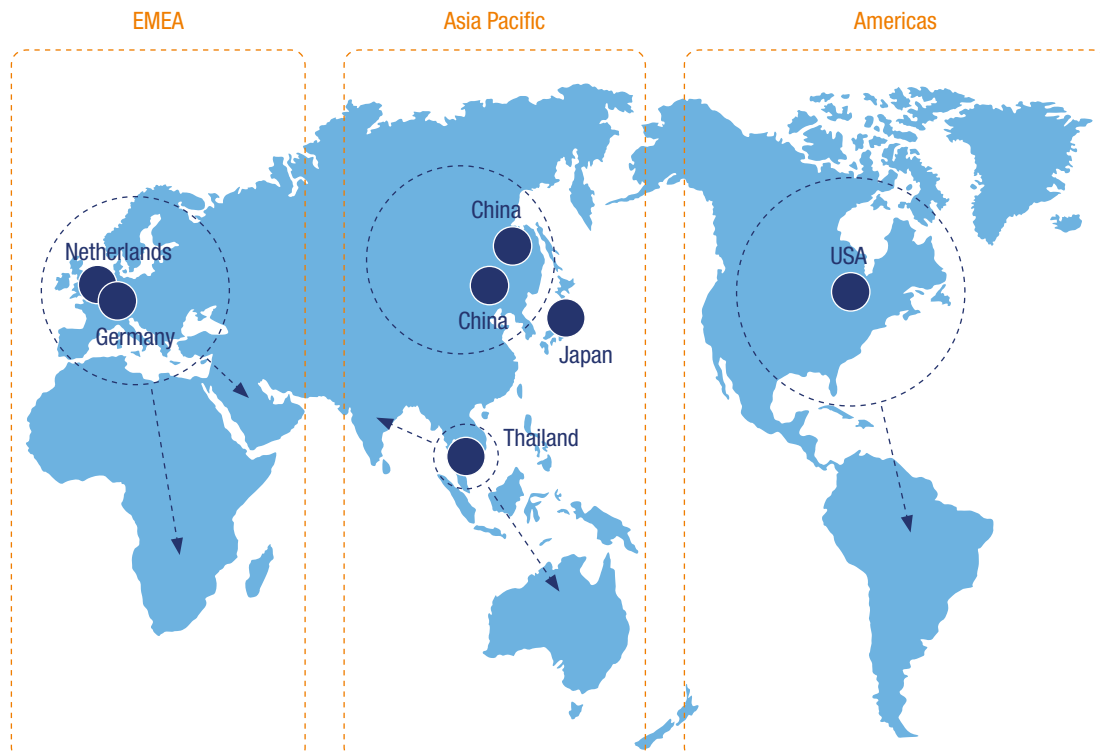 EMEA
Asia Pacific
Americas
China
Netherlands
USA
China
Germany
Japan
Thailand